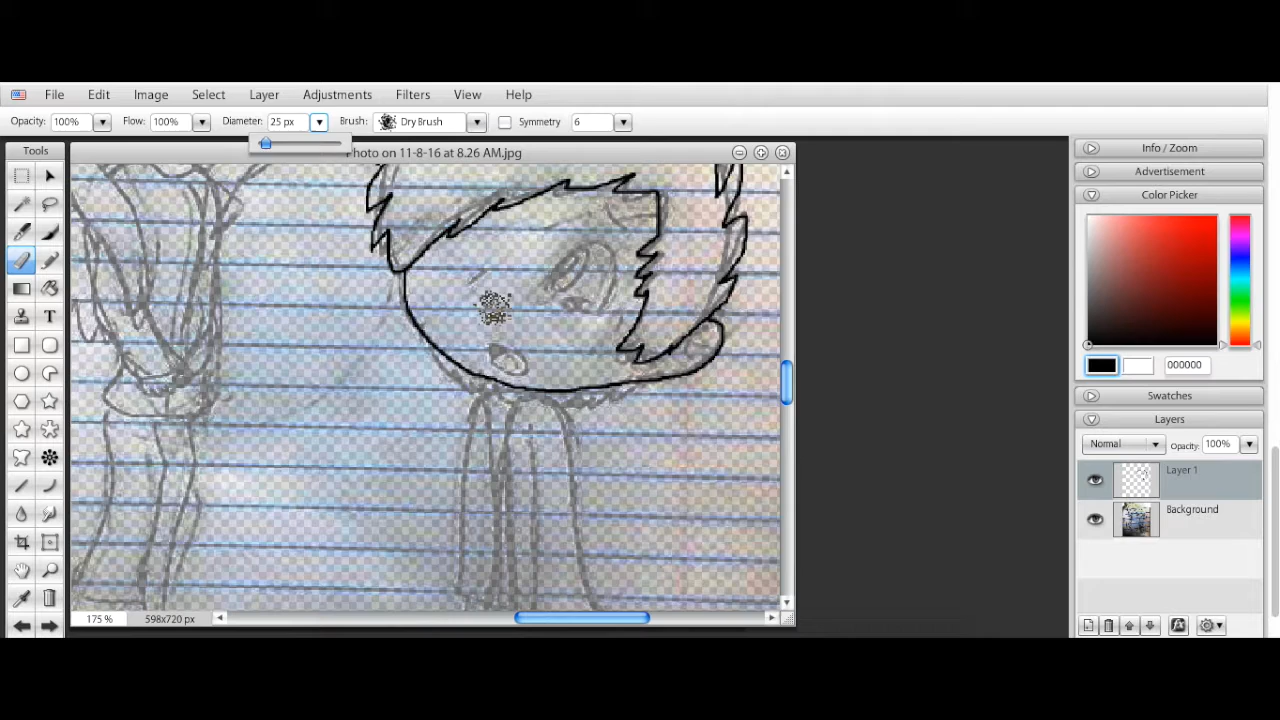 File Edit Image Select Layer Adjustments Filters View Help
Opacity: 100% Flow: 100% Diameter: 25 px Brush: Dry Brush Symmetry 6
Tools
Photo on 11-8-16 at 8.26 AM.jpg
T
175 % 598x720 px
Info / Zoom
Advertisement
Color Picker
000000
Swatches
Layers
Normal Opacity: 100%
Layer 1
Background